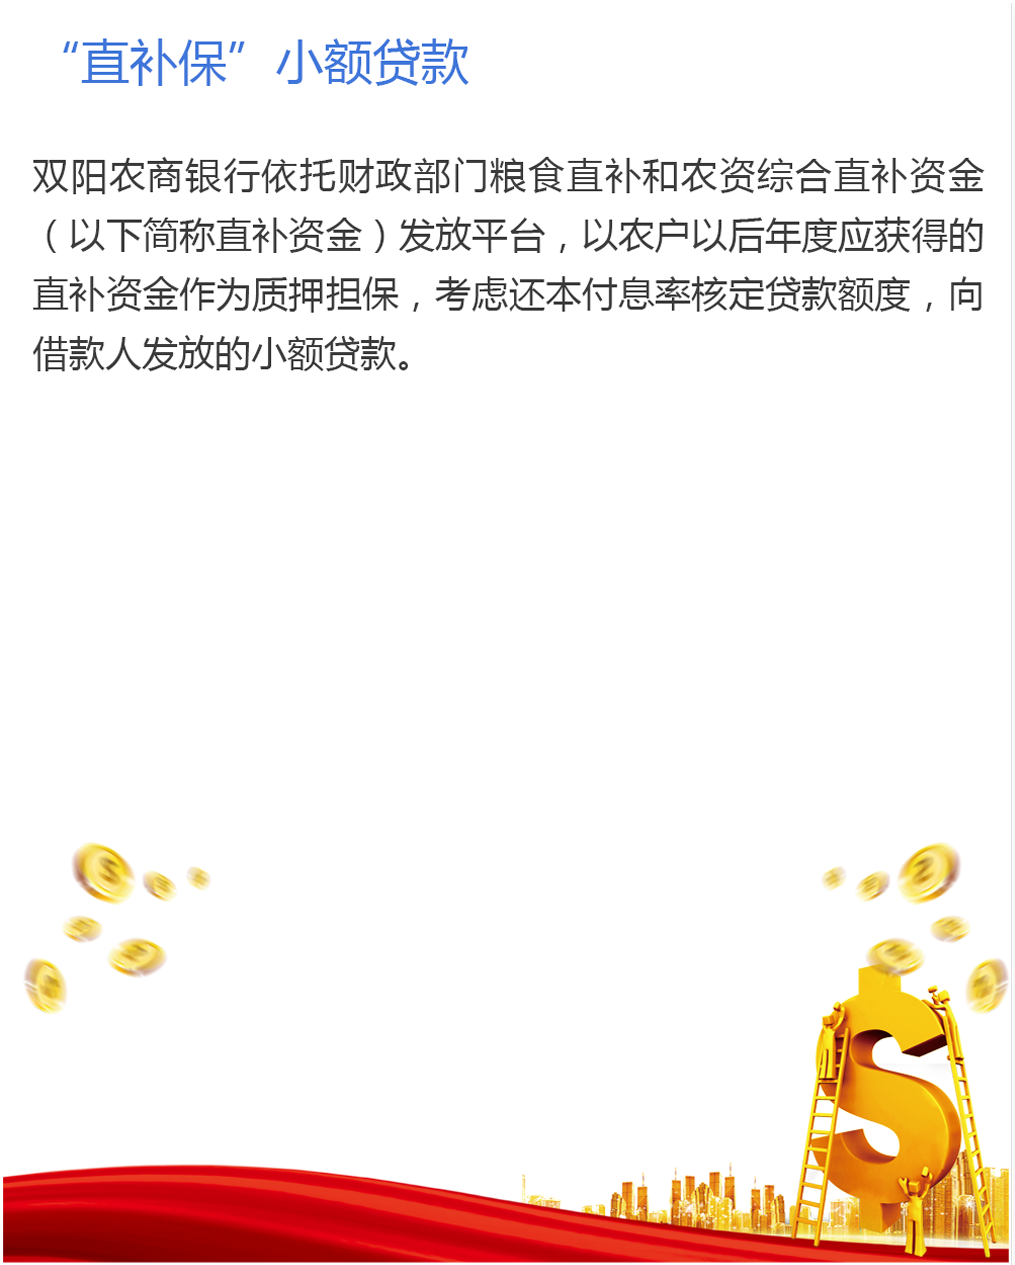 “直补保”小额贷款
双阳农商银行依托财政部门粮食直补和农资综合直补资金
（以下简称直补资金）发放平台，以农户以后年度应获得的
直补资金作为质押担保，考虑还本付息率核定贷款额度，向
借款人发放的小额贷款。